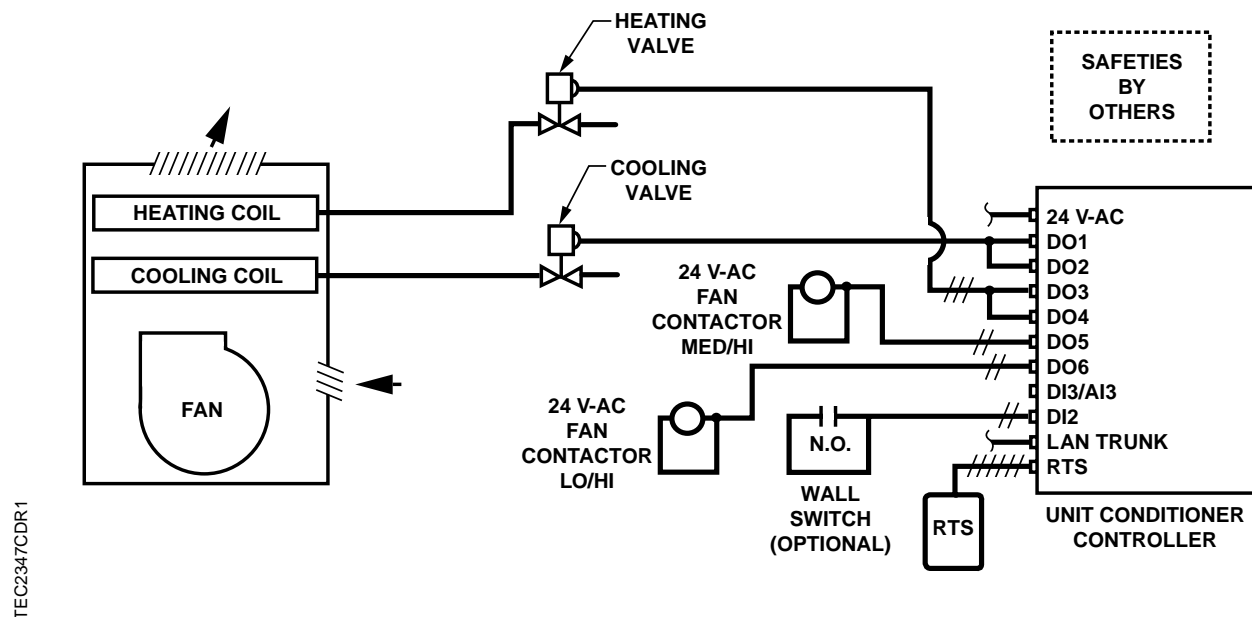 HEATING
VALVE
SAFETIES
BY
OTHERS
COOLING
VALVE
HEATING COIL
COOLING COIL
FAN
24 V-AC
FAN
CONTACTOR
MED/HI
24 V-AC
FAN
CONTACTOR
LO/HI
N.O.
WALL
SWITCH
(OPTIONAL)
RTS
24 V-AC
DO1
DO2
DO3
DO4
DO5
DO6
DI3/AI3
DI2
LAN TRUNK
RTS
UNIT CONDITIONER
CONTROLLER
TEC2347CDR1